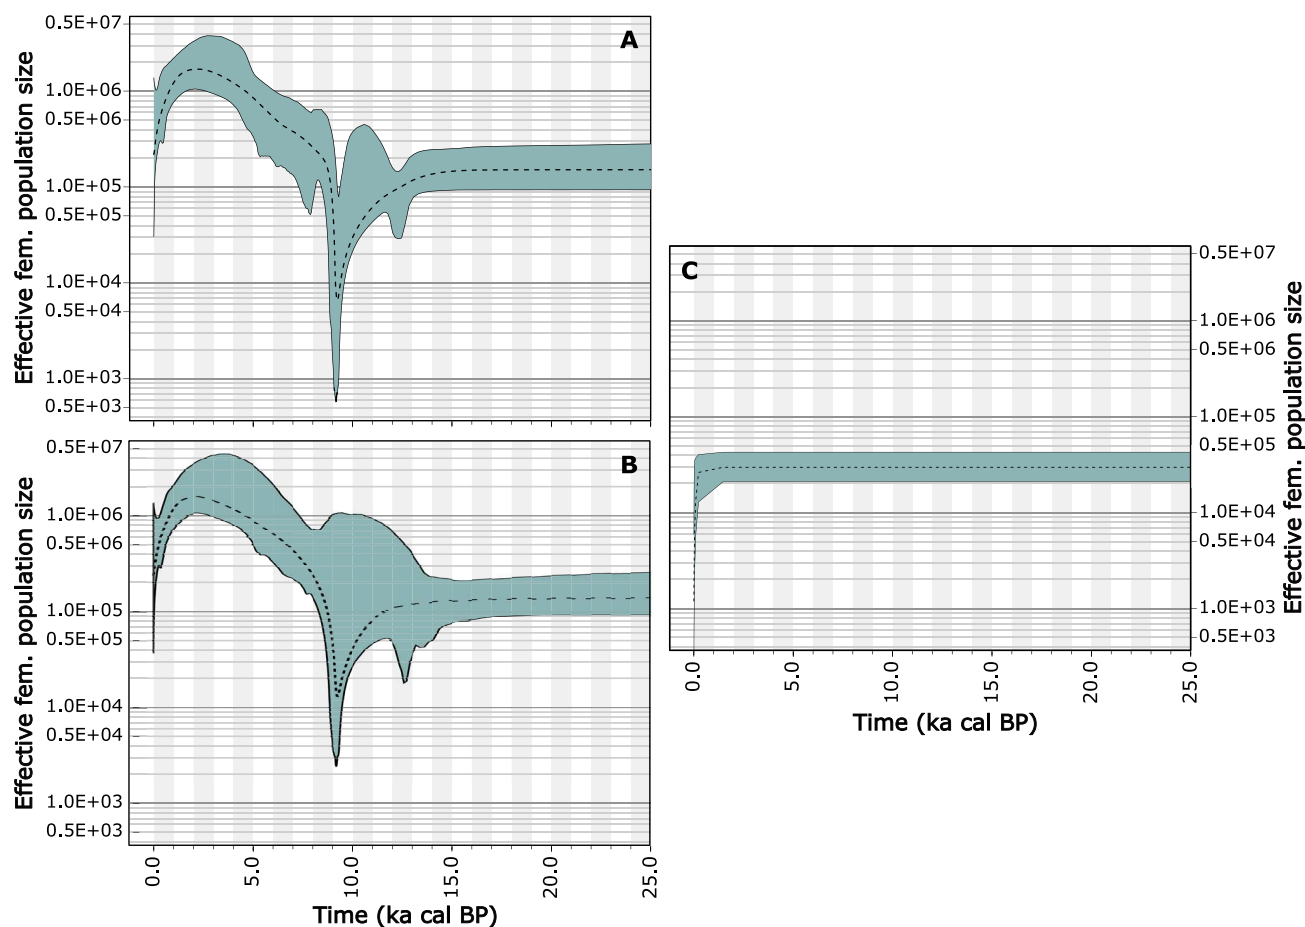 A
Effective fem. population size
0.5E+07
1.0E+06
0.5E+06
1.0E+05
0.5E+05
1.0E+04
0.5E+04
1.0E+03
0.5E+03
B
Effective fem. population size
0.5E+07
1.0E+06
0.5E+06
1.0E+05
0.5E+05
1.0E+04
0.5E+04
1.0E+03
0.5E+03
0.0 5.0 10.0 15.0 20.0 25.0
Time (ka cal BP)
C
0.5E+07
1.0E+06
0.5E+06
1.0E+05
0.5E+05
1.0E+04
0.5E+04
1.0E+03
0.5E+03
Effective fem. population size
0.0 5.0 10.0 15.0 20.0 25.0
Time (ka cal BP)